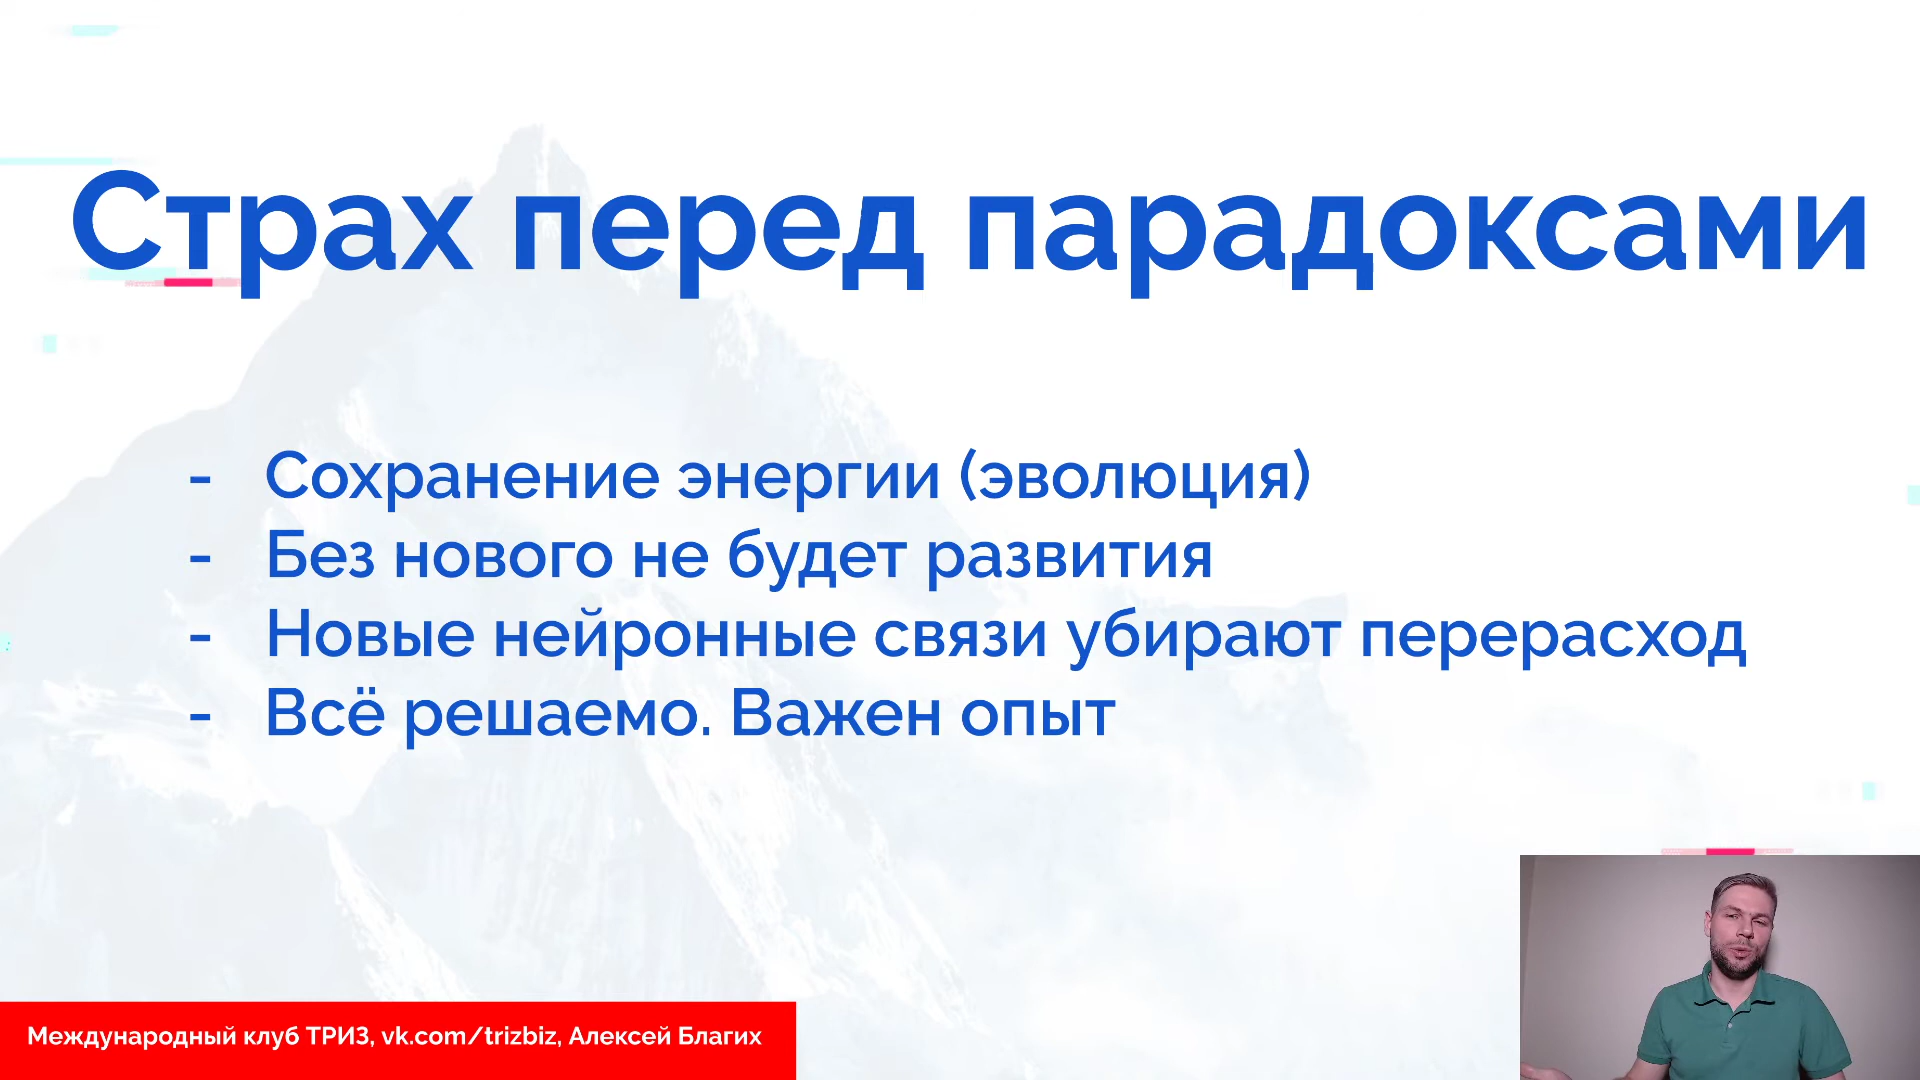 Страх перед парадоксами
- Сохранение энергии (эволюция)
- Без нового не будет развития
- Новые нейронные связи убирают перерасход
- Всё решаемо. Важен опыт
Международный клуб ТРИЗ, vk.com/trizbiz, Алексей Благих